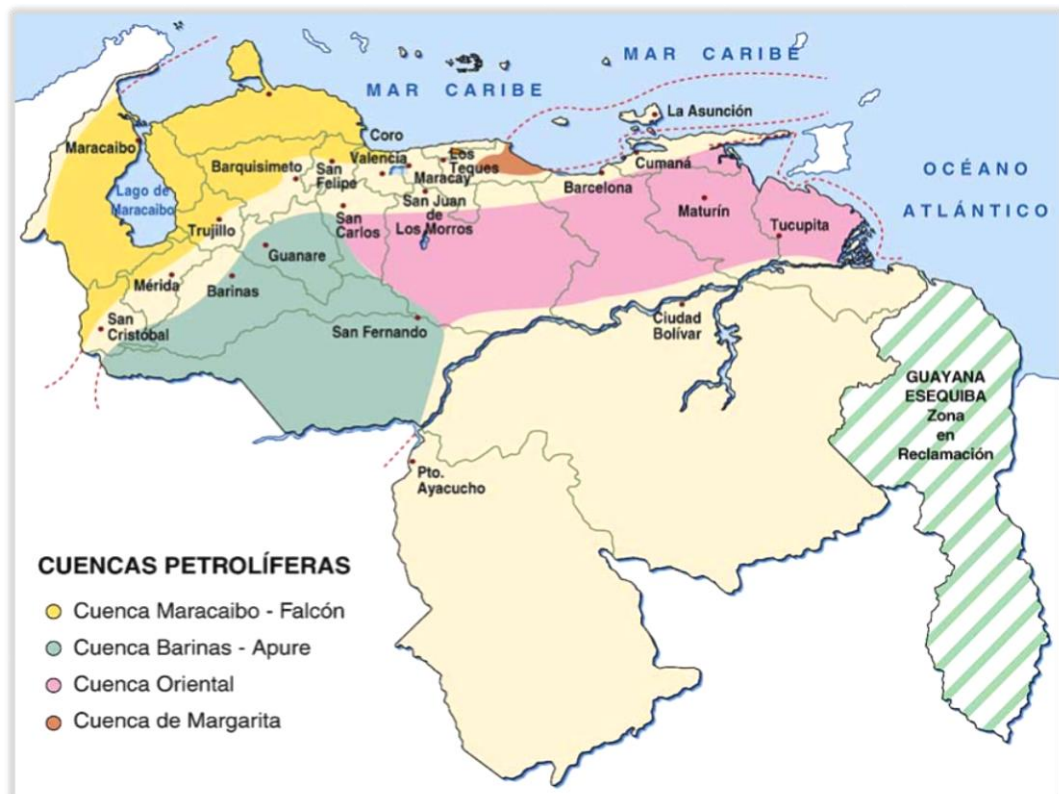 MAR CARIBE
MAR CARIBE
La Asunción
Coro
Maracaibo
Valencia
Los
Teques
Barquisimeto
San
Felipe
Maracay
Cumaná
Barcelona
OCÉANO
ATLÁNTICO
Lago de
Maracaibo
San Juan
de
Los Morros
Maturín
Trujillo
San
Carlos
Tucupita
Guanare
Mérida
Barinas
San
Cristóbal
San Fernando
Ciudad
Bolívar
GUAYANA
ESEQUIBA
Zona
en
Reclamación
Pto.
Ayacucho
CUENCAS PETROLÍFERAS
Cuenca Maracaibo - Falcón
Cuenca Barinas - Apure
Cuenca Oriental
Cuenca de Margarita